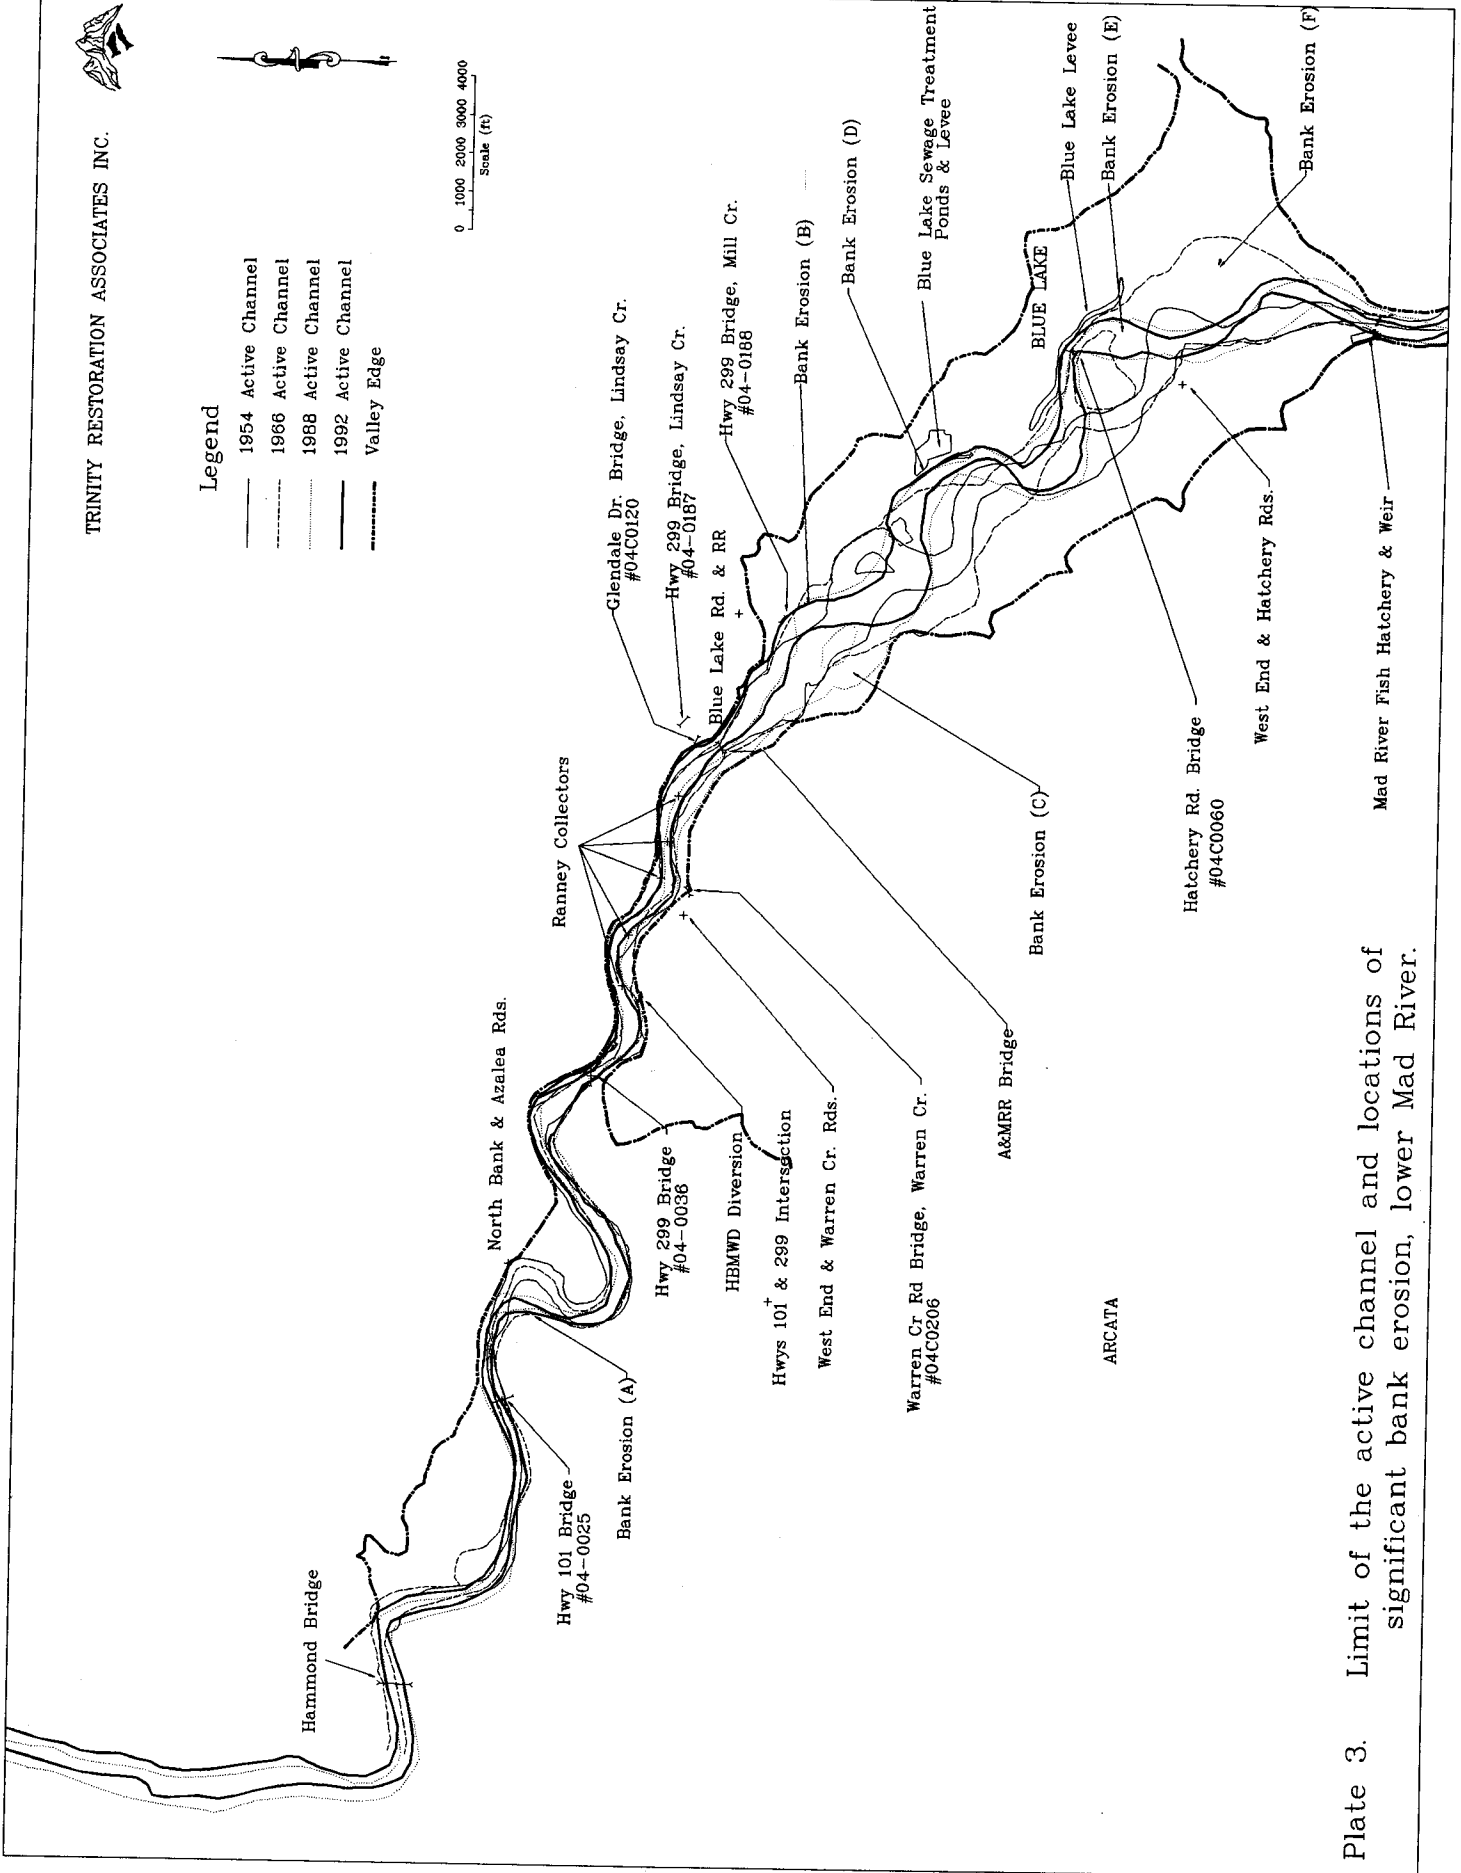 TRINITY RESTORATION ASSOCIATES INC.
Legend
1954 Active Channel
1966 Active Channel
1988 Active Channel
1992 Active Channel
Valley Edge
0 1000 2000 3000 4000
Scale (ft)
Hammond Bridge
North Bank & Azalea Rds.
Ranney Collectors
Glendale Dr. Bridge, Lindsay Cr.
#04C0120
Hwy 299 Bridge, Lindsay Cr.
#04-0187
Blue Lake Rd. & RR
Hwy 299 Bridge, Mill Cr.
#04-0188
Bank Erosion (B)
Bank Erosion (D)
Blue Lake Sewage Treatment
Ponds & Levee
BLUE LAKE
Blue Lake Levee
Bank Erosion (E)
Bank Erosion (F)
Hwy 101 Bridge
#04-0025
Bank Erosion (A)
Hwy 299 Bridge
#04-0036
HBMWD Diversion
Hwys 101 & 299 Intersection
West End & Warren Cr. Rds.
Warren Cr Rd Bridge, Warren Cr.
#04C0206
A&MRR Bridge
Bank Erosion (C)
ARCATA
Hatchery Rd. Bridge
#04C0060
West End & Hatchery Rds.
Mad River Fish Hatchery & Weir
Plate 3. Limit of the active channel and locations of
significant bank erosion, lower Mad River.